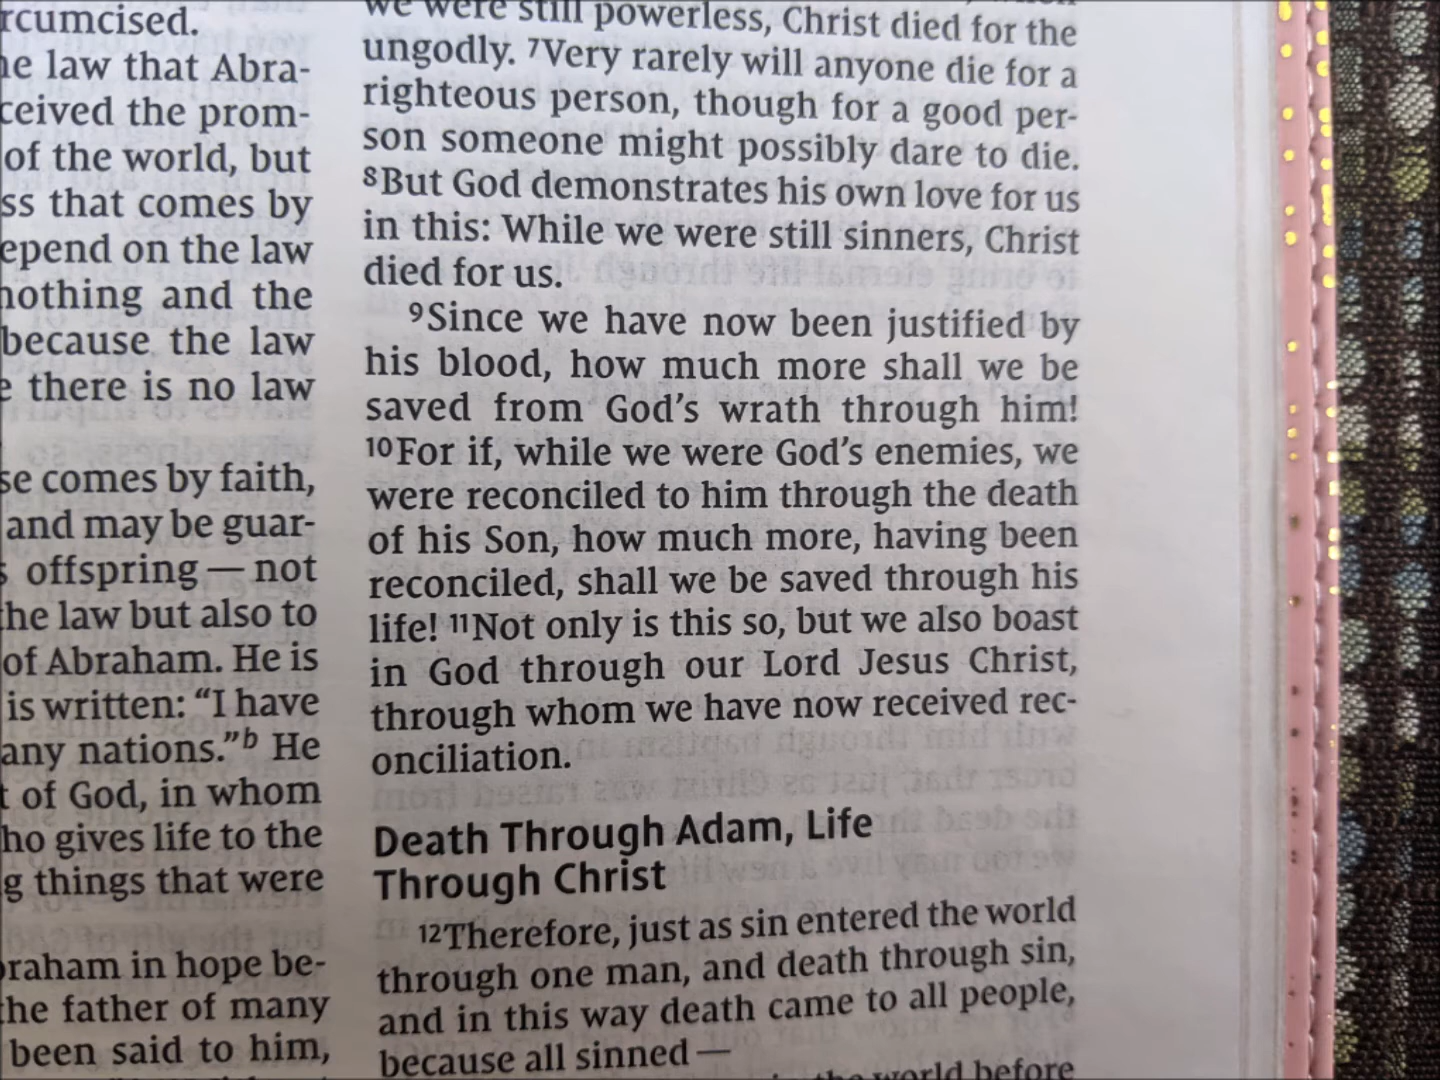 rcumcised.
law that Abra-
ceived the prom-
of the world, but
ss that comes by
epend on the law
nothing and the
because the law
there is no law
se comes by faith,
and may be guar-
offspring — not
the law but also to
of Abraham. He is
is written: “I have
any nations.”b He
of God, in whom
ho gives life to the
g things that were
raham in hope be-
the father of many
been said to him,
we were still powerless, Christ died for the
ungodly. 7Very rarely will anyone die for a
righteous person, though for a good per-
son someone might possibly dare to die.
8But God demonstrates his own love for us
in this: While we were still sinners, Christ
died for us.
9Since we have now been justified by
his blood, how much more shall we be
saved from God’s wrath through him!
10For if, while we were God’s enemies, we
were reconciled to him through the death
of his Son, how much more, having been
reconciled, shall we be saved through his
life! 11Not only is this so, but we also boast
in God through our Lord Jesus Christ,
through whom we have now received rec-
onciliation.
Death Through Adam, Life
Through Christ
12Therefore, just as sin entered the world
through one man, and death through sin,
and in this way death came to all people,
because all sinned —
the world before